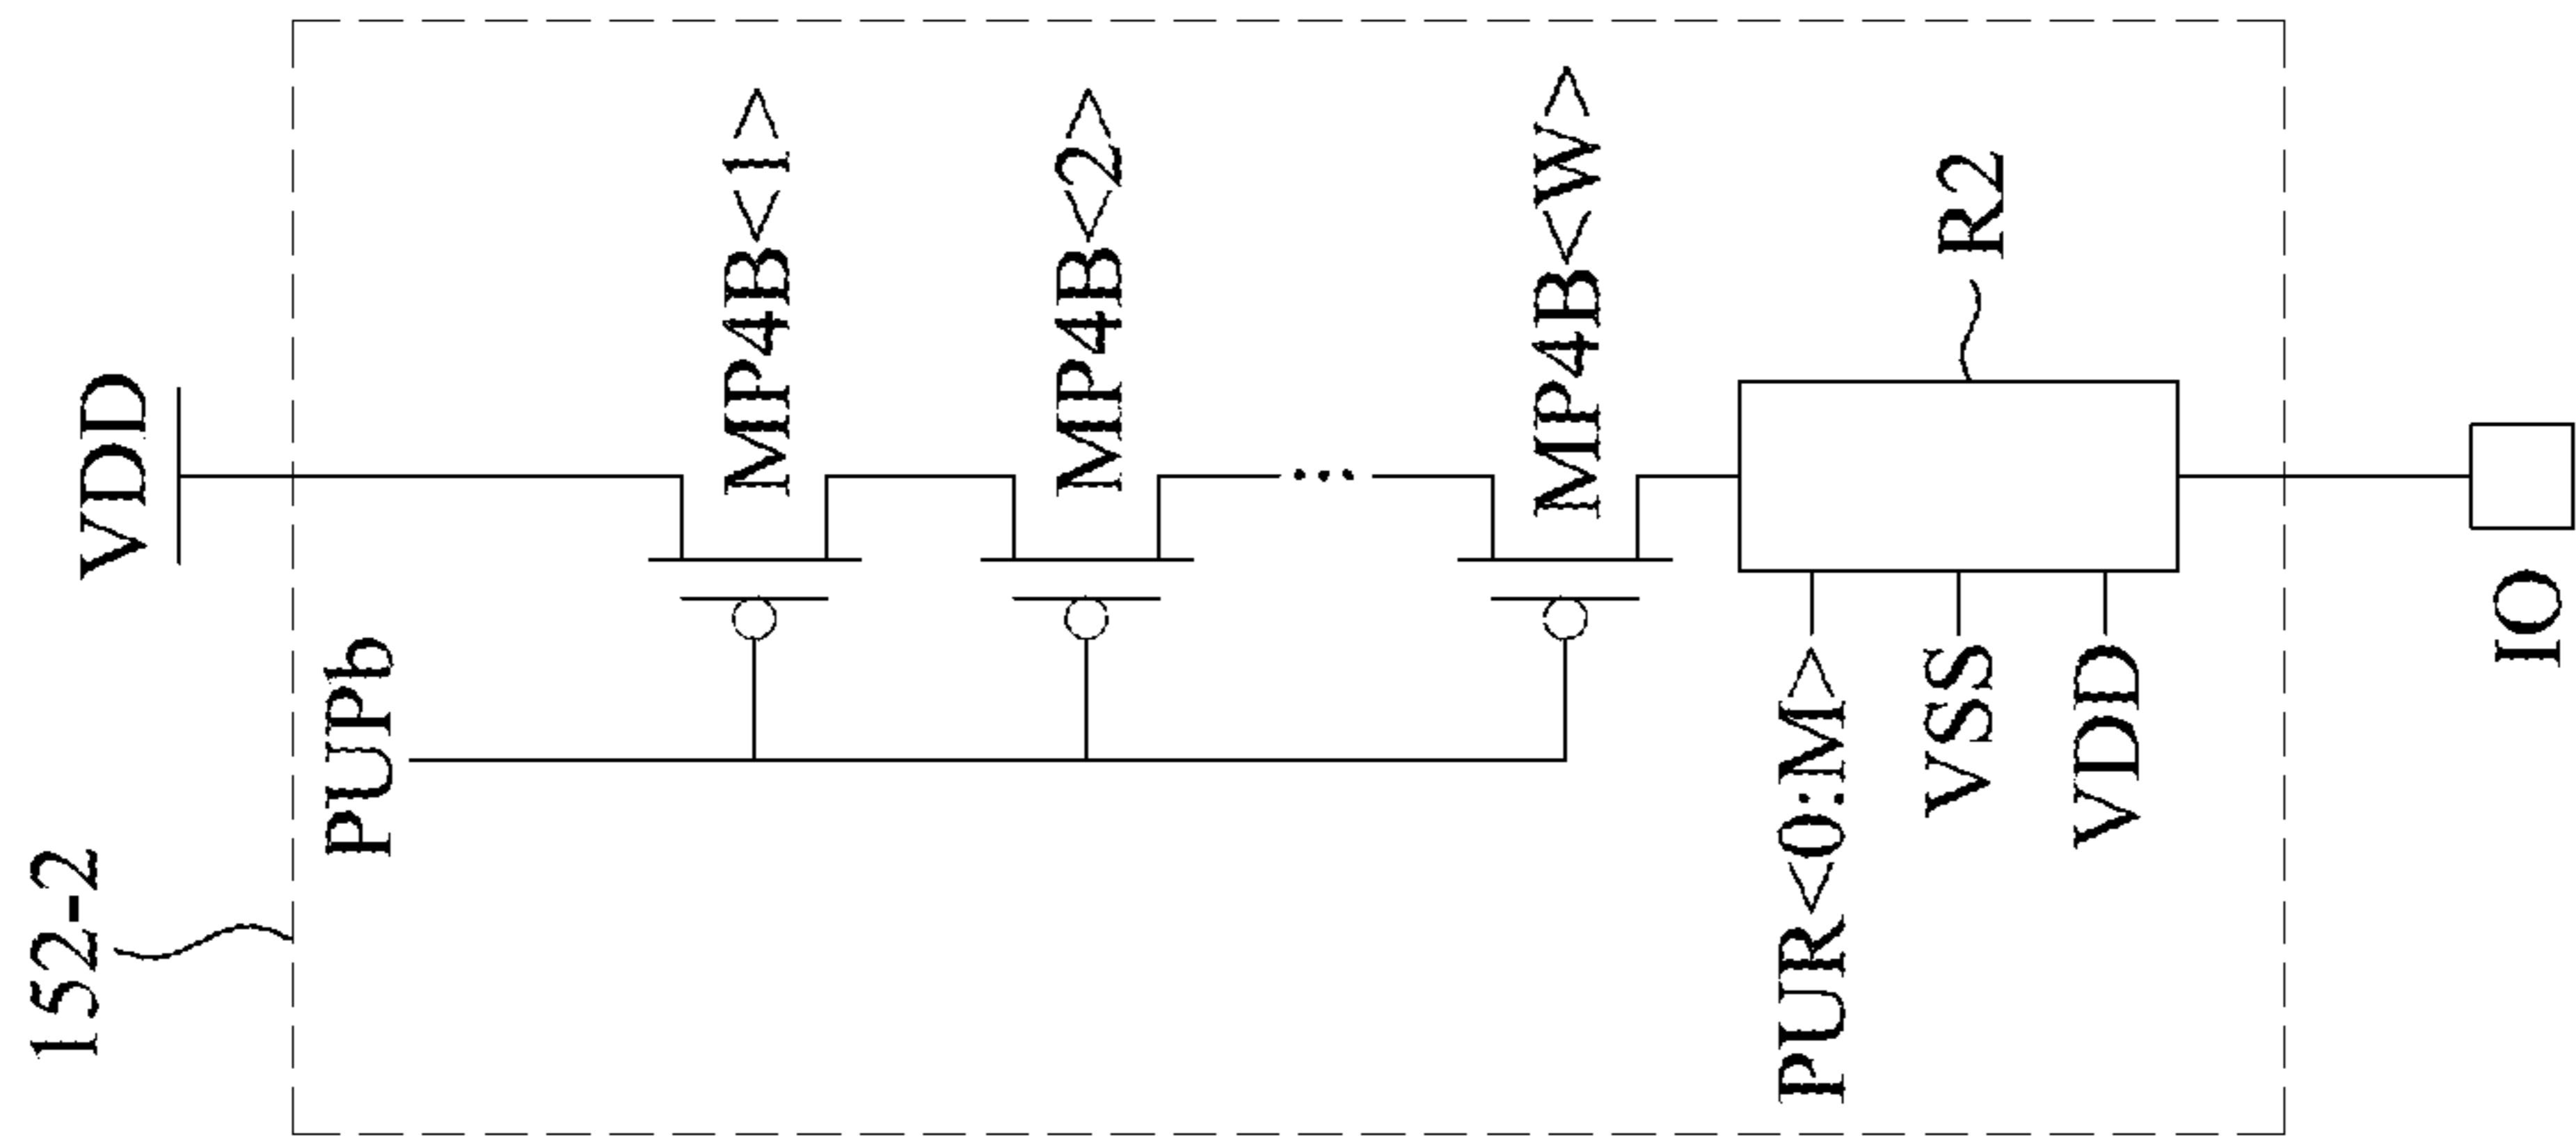 152-2
VDD
PUPb
MP4B<1>
MP4B<2>
MP4B<W>
PUR<0:M>
VSS
R2
VDD
IO